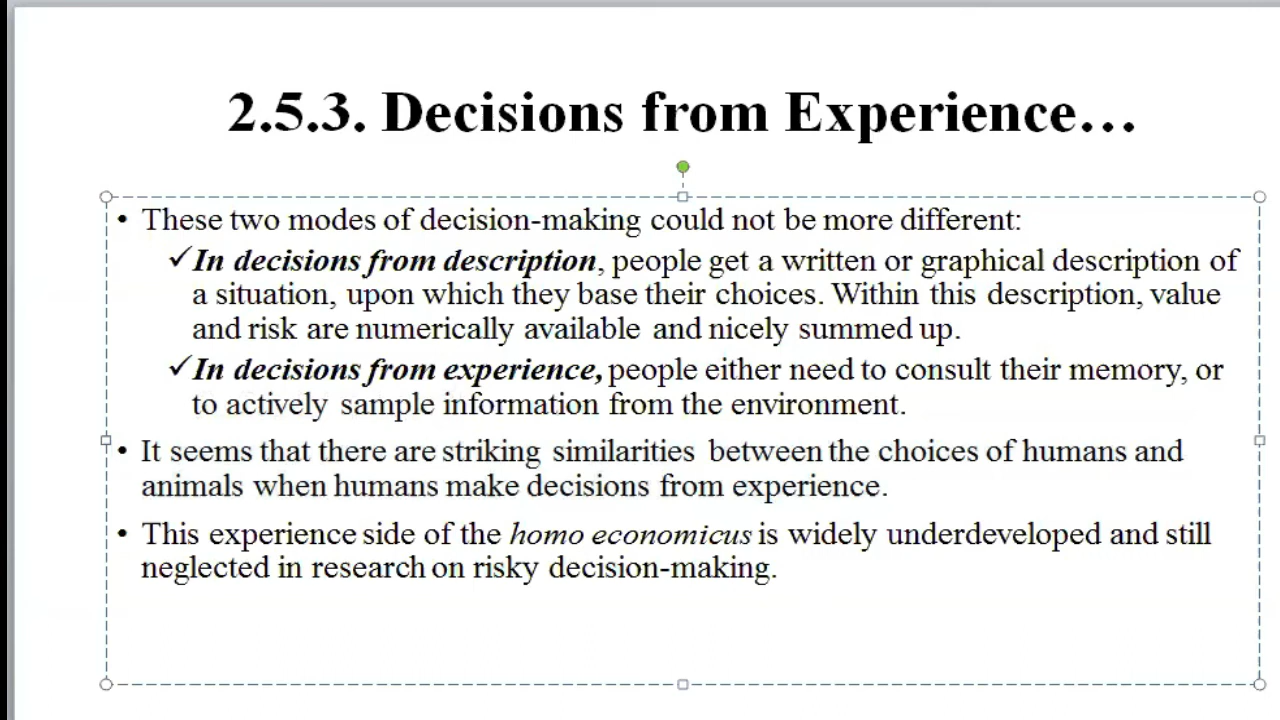 2.5.3. Decisions from Experience…
• These two modes of decision-making could not be more different:
✓In decisions from description, people get a written or graphical description of
a situation, upon which they base their choices. Within this description, value
and risk are numerically available and nicely summed up.
✓In decisions from experience, people either need to consult their memory, or
to actively sample information from the environment.
• It seems that there are striking similarities between the choices of humans and
animals when humans make decisions from experience.
• This experience side of the homo economicus is widely underdeveloped and still
neglected in research on risky decision-making.